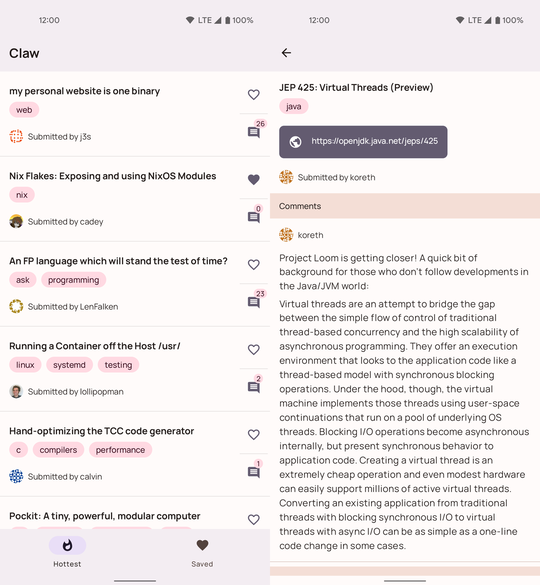 12:00
LTE 100%
Claw
my personal website is one binary
web
Submitted by j3s
26
Nix Flakes: Exposing and using NixOS Modules
nix
Submitted by cadey
0
An FP language which will stand the test of time?
ask programming
Submitted by LenFalken
23
Running a Container off the Host /usr/
linux systemd testing
Submitted by lollipopman
2
Hand-optimizing the TCC code generator
c compilers performance
Submitted by calvin
1
Pockit: A tiny, powerful, modular computer
Hottest
Saved
12:00
LTE 100%
JEP 425: Virtual Threads (Preview)
java
https://openjdk.java.net/jeps/425
Submitted by koreth
Comments
koreth
Project Loom is getting closer! A quick bit of
background for those who don't follow developments in
the Java/JVM world:
Virtual threads are an attempt to bridge the gap
between the simple flow of control of traditional
thread-based concurrency and the high scalability of
asynchronous programming. They offer an execution
environment that looks to the application code like a
thread-based model with synchronous blocking
operations. Under the hood, though, the virtual
machine implements those threads using user-space
continuations that run on a pool of underlying OS
threads. Blocking I/O operations become asynchronous
internally, but present synchronous behavior to
application code. Creating a virtual thread is an
extremely cheap operation and even modest hardware
can easily support millions of active virtual threads.
Converting an existing application from traditional
threads with blocking synchronous I/O to virtual
threads with async I/O can be as simple as a one-line
code change in some cases.